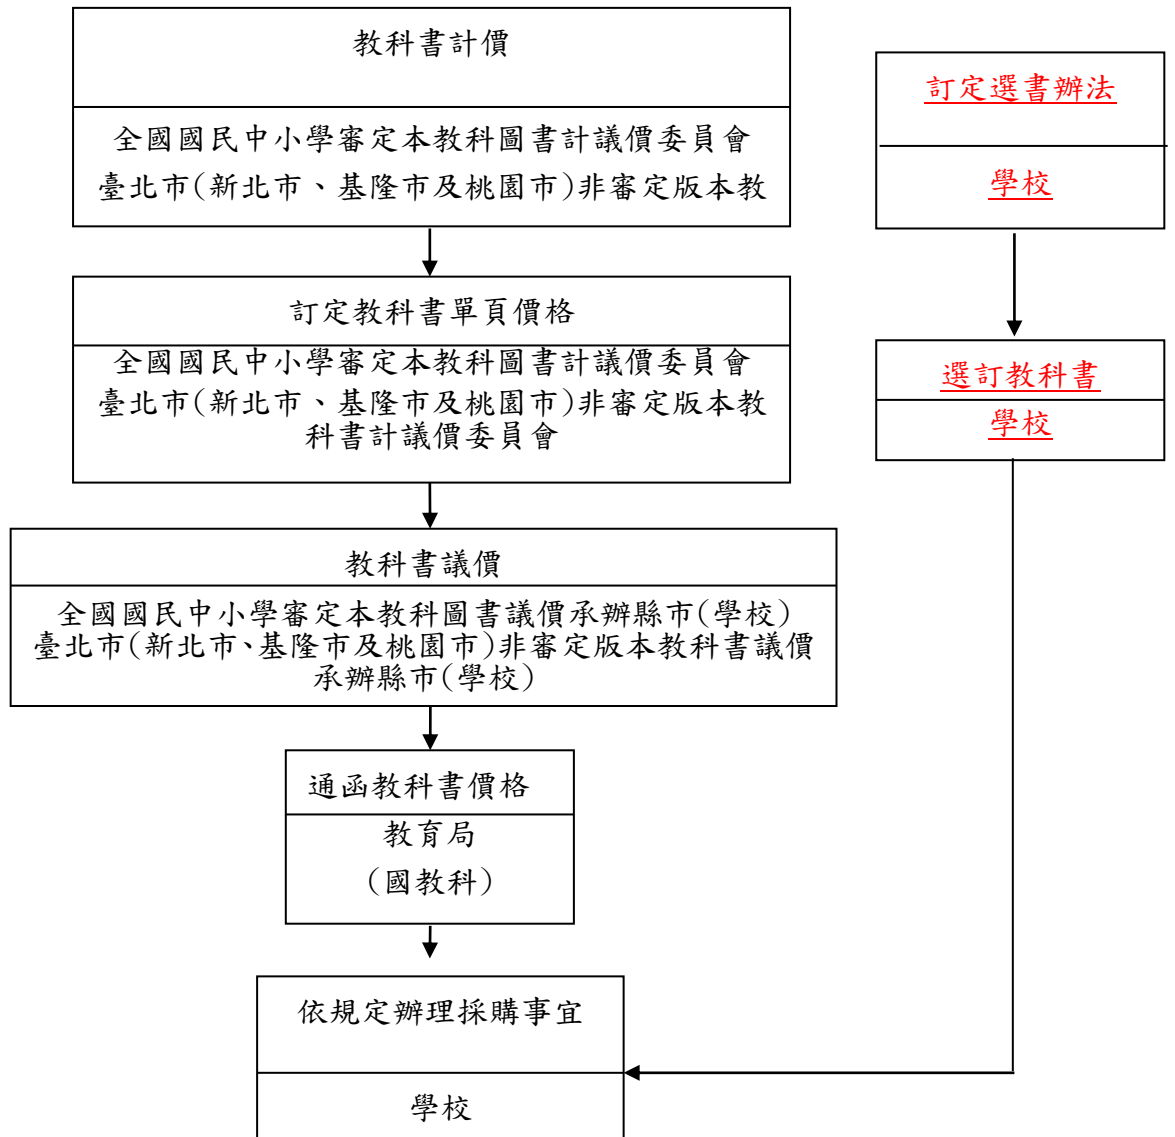 教科書計價
全國國民中小學審定本教科圖書計議價委員會
臺北市(新北市、基隆市及桃園市)非審定版本教
訂定教科書單頁價格
全國國民中小學審定本教科圖書計議價委員會
臺北市(新北市、基隆市及桃園市)非審定版本教
科書計議價委員會
教科書議價
全國國民中小學審定本教科圖書議價承辦縣市(學校)
臺北市(新北市、基隆市及桃園市)非審定版本教科書議價
承辦縣市(學校)
通函教科書價格
教育局
(國教科)
依規定辦理採購事宜
學校
訂定選書辦法
學校
選訂教科書
學校